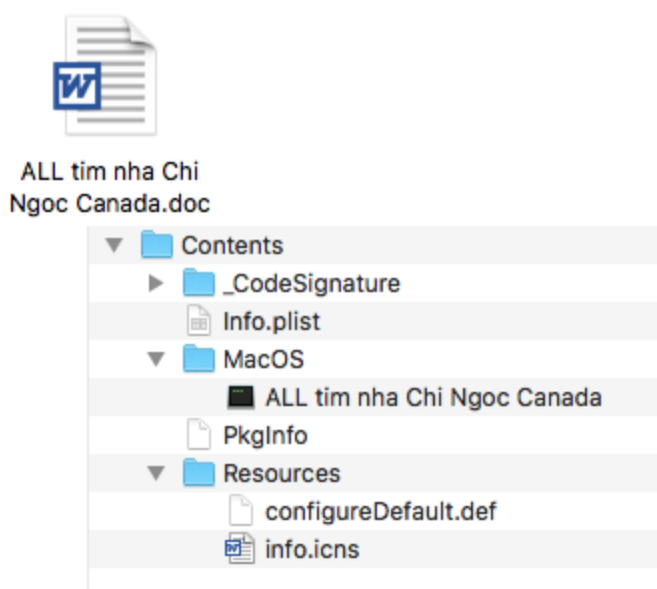 W
ALL tim nha Chi
Ngoc Canada.doc
Contents
_CodeSignature
Info.plist
MacOS
ALL tim nha Chi Ngoc Canada
PkgInfo
Resources
configureDefault.def
W
info.icns